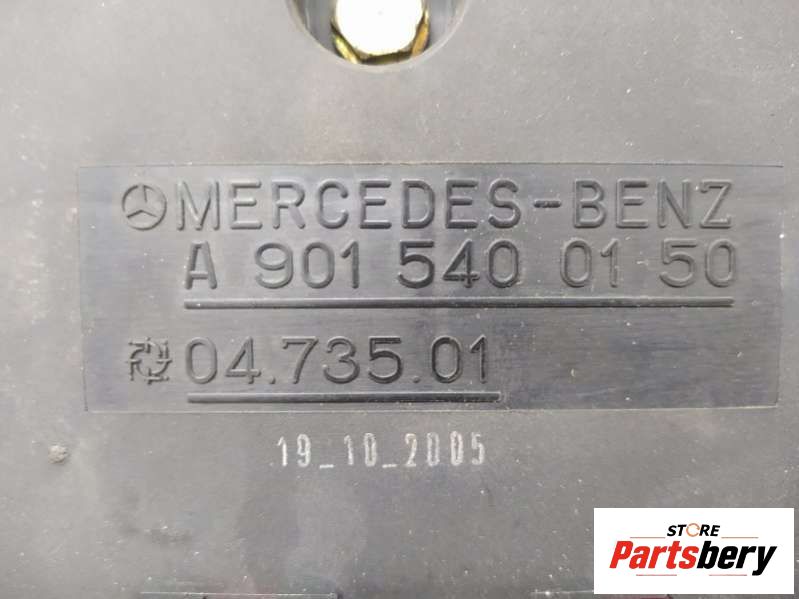 MERCEDES-BENZ
A 901 540 01 50
04.735.01
19_10_2005
STORE
Partsbery